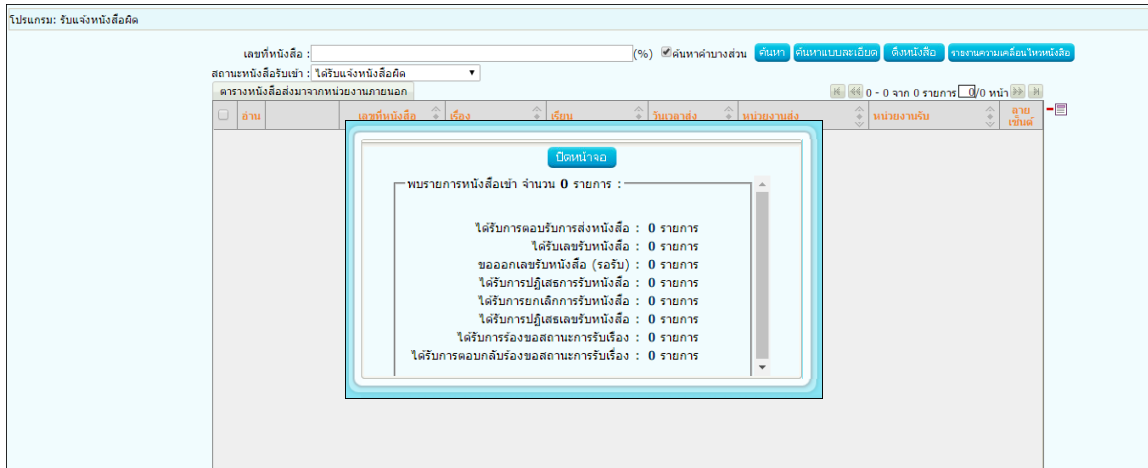 โปรแกรม: รับแจ้งหนังสือผิด
เลขที่หนังสือ : (%) ค้นหาคำบางส่วน ค้นหา ค้นหาแบบละเอียด ดึงหนังสือ รายงานความเคลื่อนไหวหนังสือ
สถานะหนังสือรับเข้า : ได้รับแจ้งหนังสือผิด
ตารางหนังสือส่งมาจากหน่วยงานภายนอก 0 - 0 จาก 0 รายการ 0/0 หน้า
อ่าน เลขที่หนังสือ เรื่อง เรียน วันเวลาส่ง หน่วยงานส่ง หน่วยงานรับ ลายเซ็นต์
ปิดหน้าจอ
พบรายการหนังสือเข้า จำนวน 0 รายการ :
ได้รับการตอบรับการส่งหนังสือ : 0 รายการ
ได้รับเลขรับหนังสือ : 0 รายการ
ขอออกเลขรับหนังสือ (รอรับ) : 0 รายการ
ได้รับการปฏิเสธการรับหนังสือ : 0 รายการ
ได้รับการยกเลิกการรับหนังสือ : 0 รายการ
ได้รับการปฏิเสธเลขรับหนังสือ : 0 รายการ
ได้รับการร้องขอสถานะการรับเรื่อง : 0 รายการ
ได้รับการตอบกลับร้องขอสถานะการรับเรื่อง : 0 รายการ